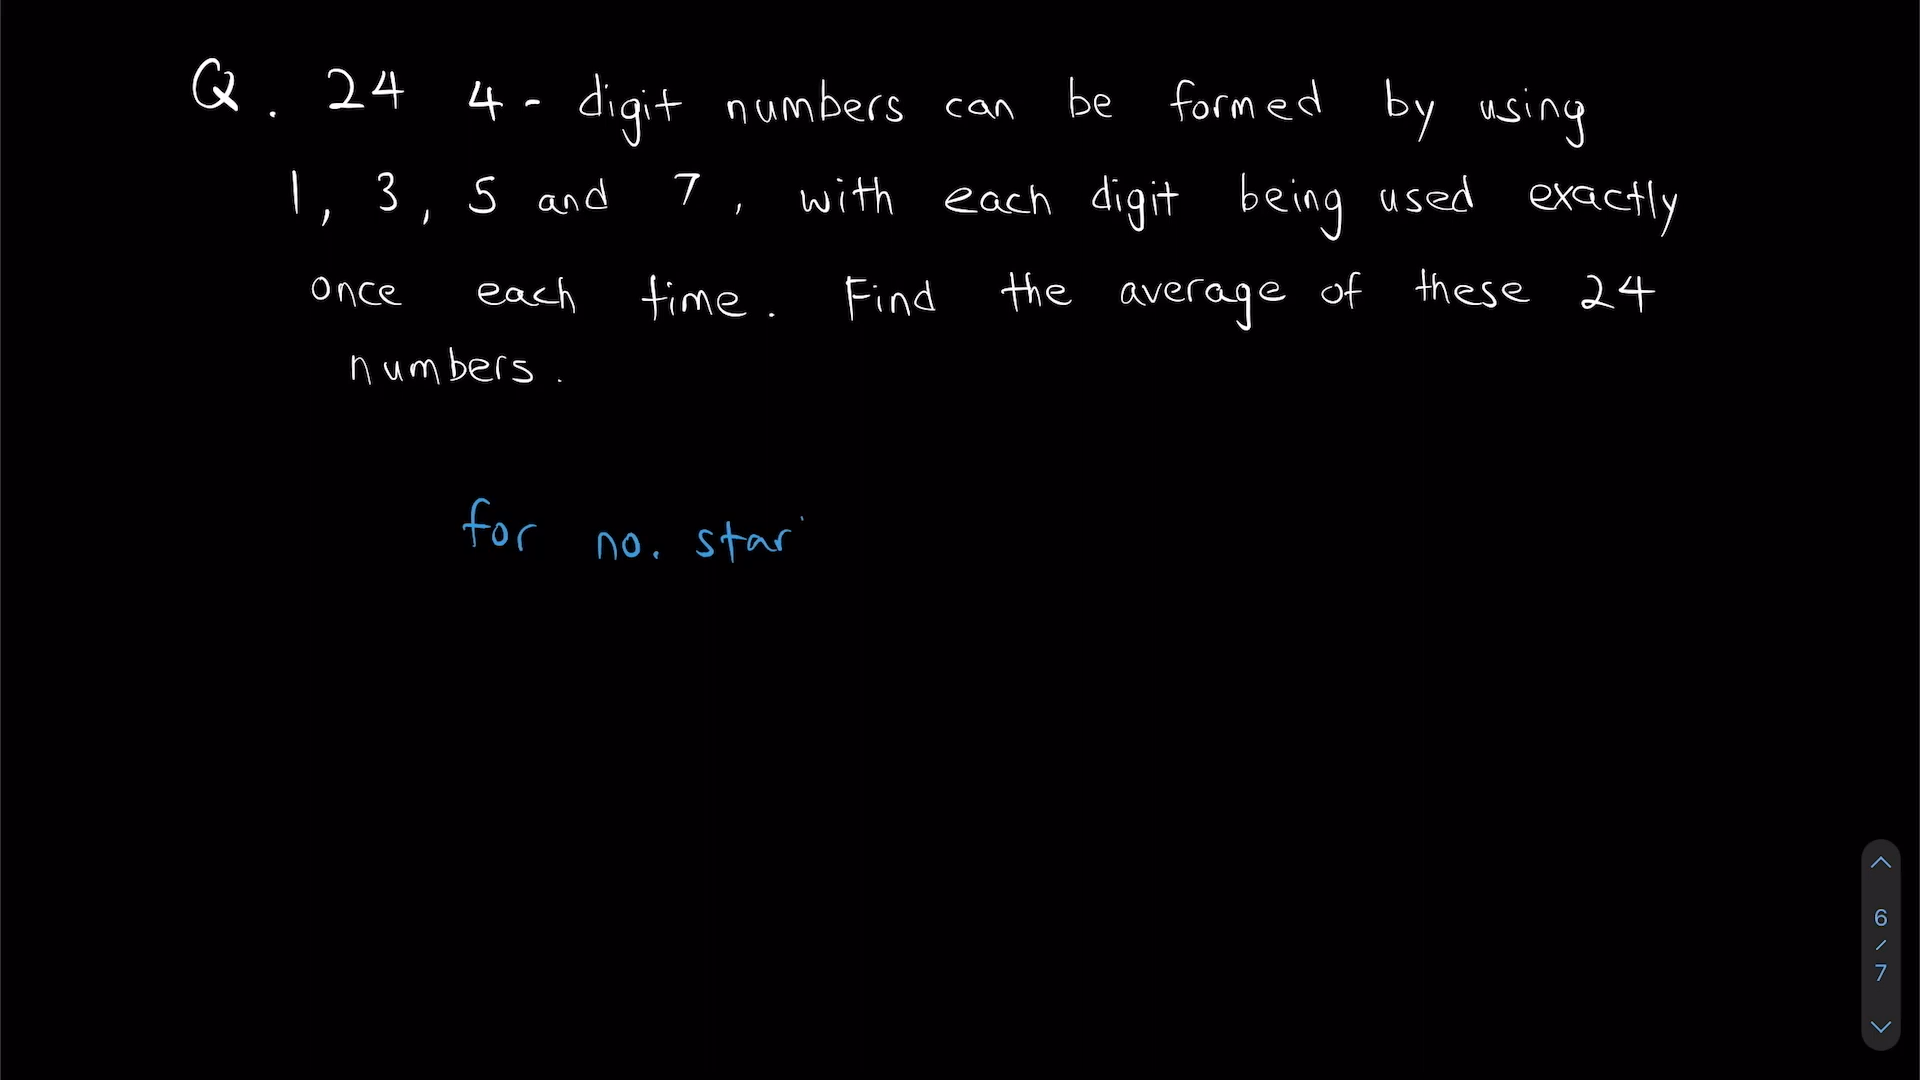 Q. 24 4-digit numbers can be formed by using
1, 3, 5 and 7, with each digit being used exactly
once each time. Find the average of these 24
numbers.
for no. star
6
/
7